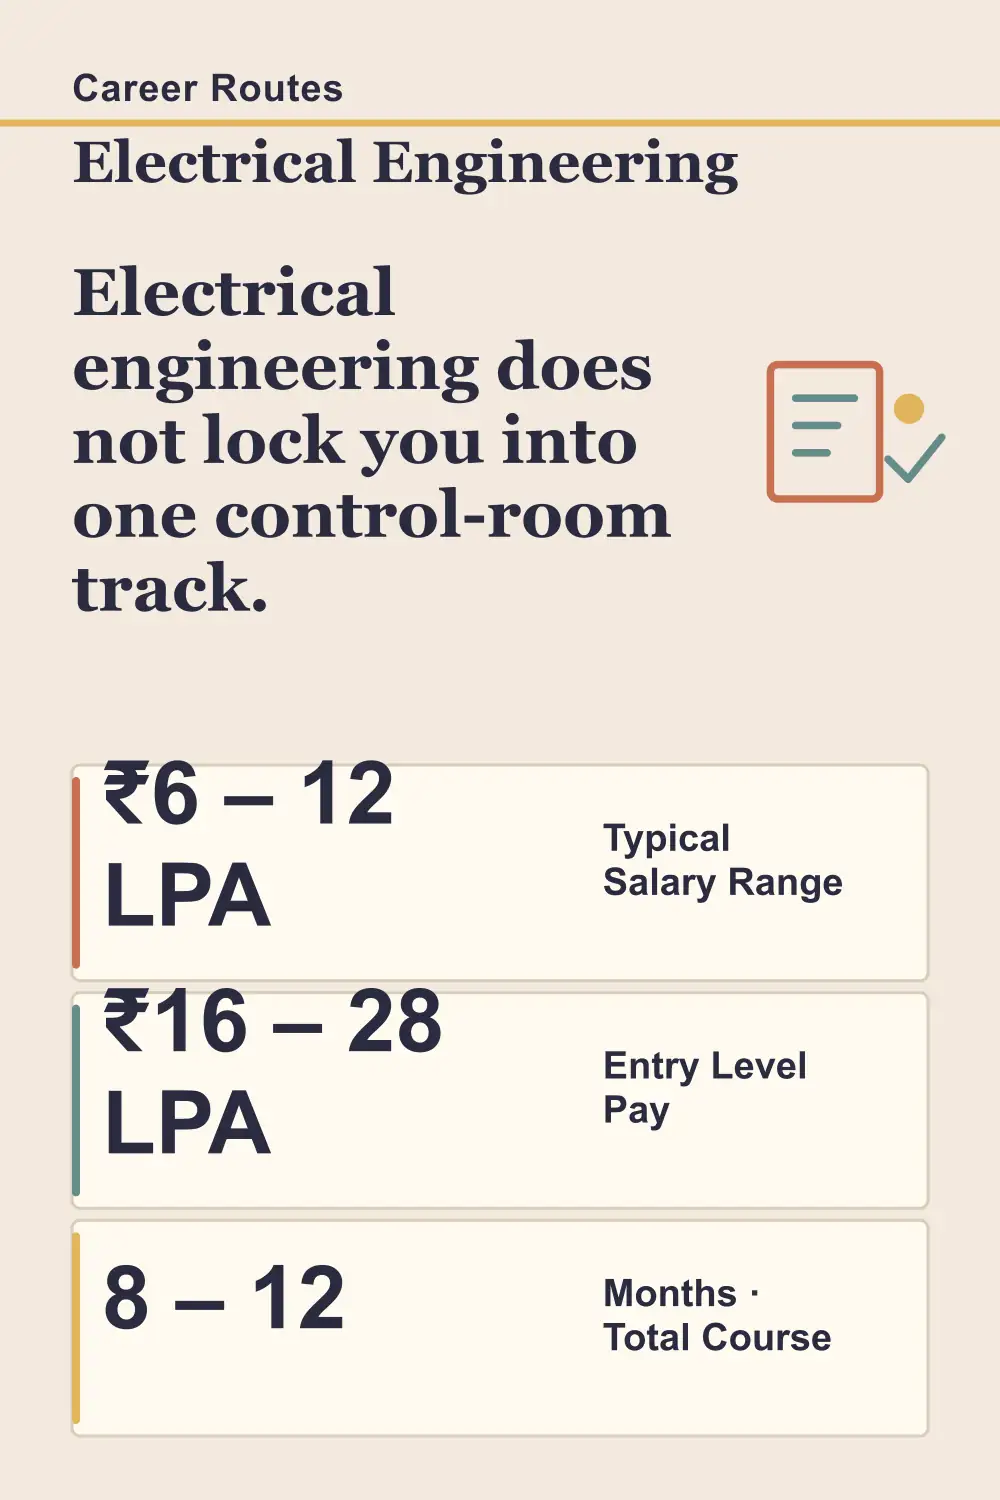 Career Routes
Electrical Engineering
Electrical
engineering does
not lock you into
one control-room
track.
₹6 – 12
LPA
Typical
Salary Range
₹16 – 28
LPA
Entry Level
Pay
8 – 12
Months ·
Total Course